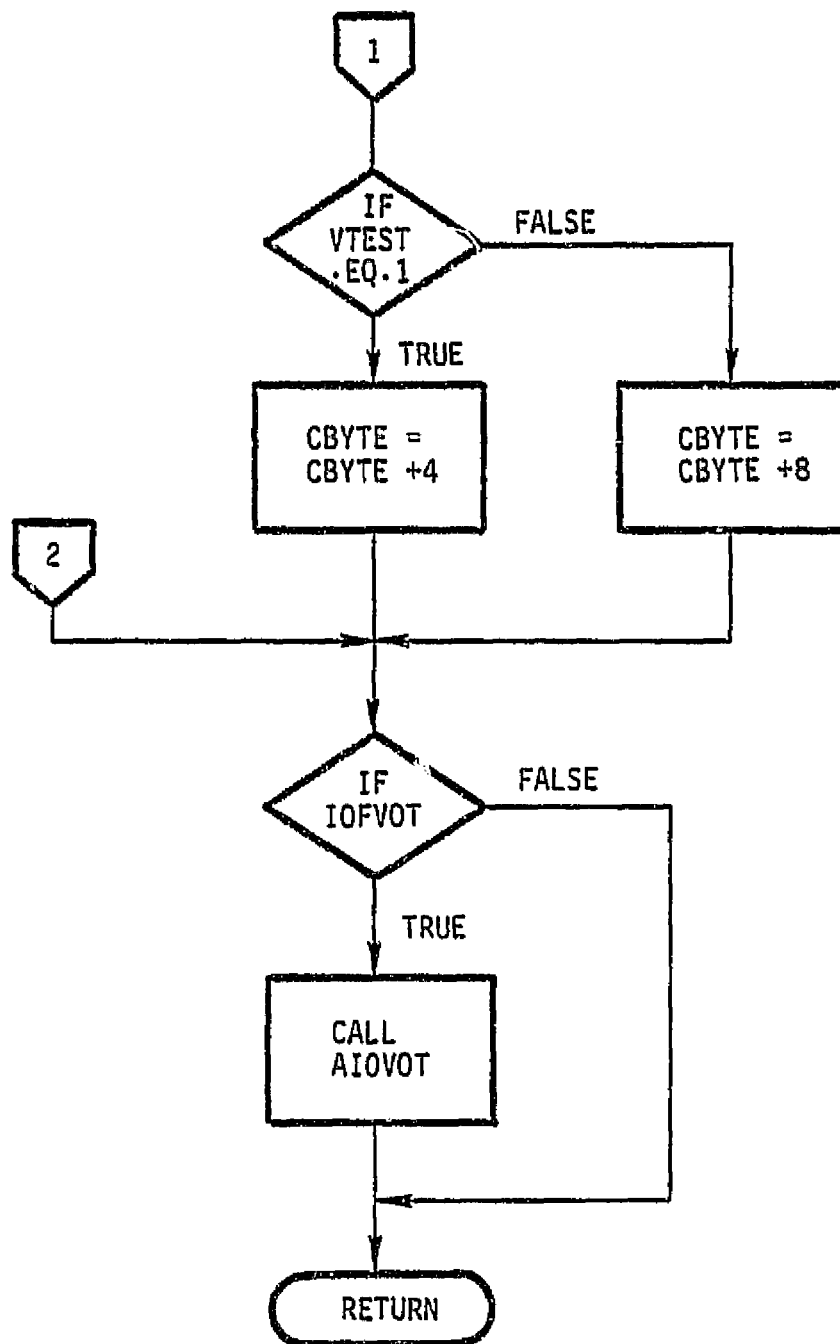 1
IF
VTEST
.EQ.1
FALSE
TRUE
CBYTE =
CBYTE +4
CBYTE =
CBYTE +8
2
IF
IOFVOT
FALSE
TRUE
CALL
AIOVOT
RETURN